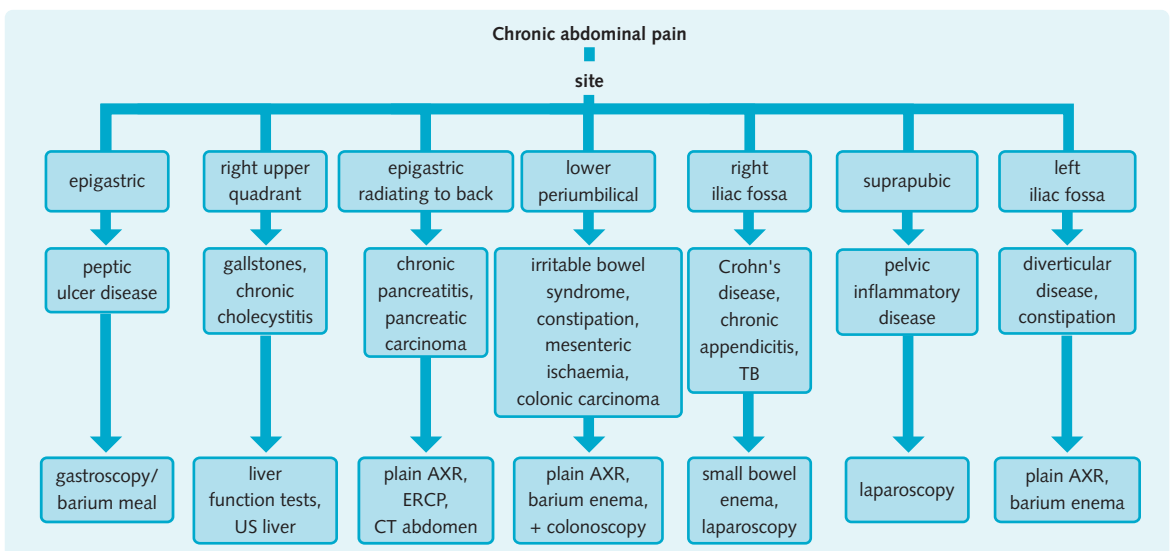 Chronic abdominal pain
site
epigastric
right upper
quadrant
epigastric
radiating to back
lower
periumbilical
right
iliac fossa
suprapubic
left
iliac fossa
peptic
ulcer disease
gallstones,
chronic
cholecystitis
chronic
pancreatitis,
pancreatic
carcinoma
irritable bowel
syndrome,
constipation,
mesenteric
ischaemia,
colonic carcinoma
Crohn's
disease,
chronic
appendicitis,
TB
pelvic
inflammatory
disease
diverticular
disease,
constipation
gastroscopy/
barium meal
liver
function tests,
US liver
plain AXR,
ERCP,
CT abdomen
plain AXR,
barium enema,
+ colonoscopy
small bowel
enema,
laparoscopy
laparoscopy
plain AXR,
barium enema